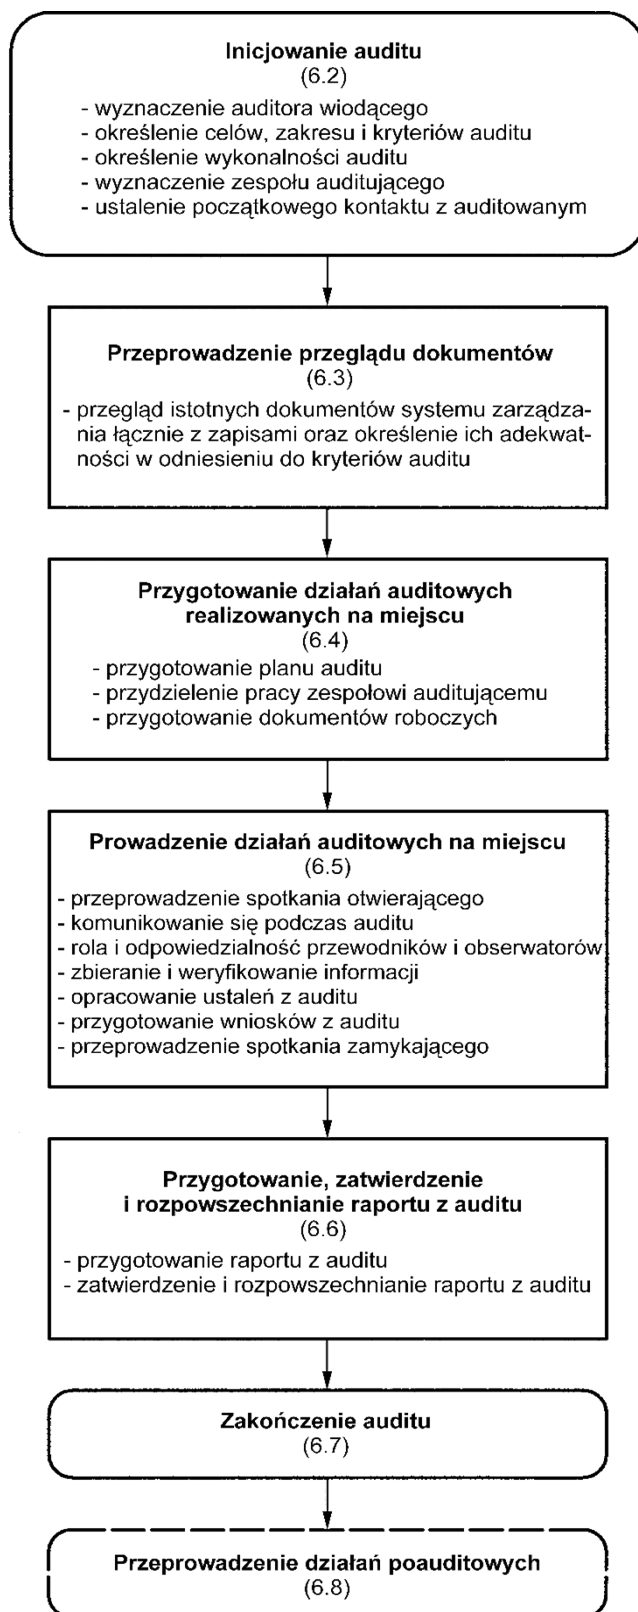 Inicjowanie auditu
(6.2)
- wyznaczenie auditora wiodącego
- określenie celów, zakresu i kryteriów auditu
- określenie wykonalności auditu
- wyznaczenie zespołu auditującego
- ustalenie początkowego kontaktu z auditowanym
Przeprowadzenie przeglądu dokumentów
(6.3)
- przegląd istotnych dokumentów systemu zarządza-
nia łącznie z zapisami oraz określenie ich adekwat-
ności w odniesieniu do kryteriów auditu
Przygotowanie działań auditowych
realizowanych na miejscu
(6.4)
- przygotowanie planu auditu
- przydzielenie pracy zespołowi auditującemu
- przygotowanie dokumentów roboczych
Prowadzenie działań auditowych na miejscu
(6.5)
- przeprowadzenie spotkania otwierającego
- komunikowanie się podczas auditu
- rola i odpowiedzialność przewodników i obserwatorów
- zbieranie i weryfikowanie informacji
- opracowanie ustaleń z auditu
- przygotowanie wniosków z auditu
- przeprowadzenie spotkania zamykającego
Przygotowanie, zatwierdzenie
i rozpowszechnianie raportu z auditu
(6.6)
- przygotowanie raportu z auditu
- zatwierdzenie i rozpowszechnianie raportu z auditu
Zakończenie auditu
(6.7)
Przeprowadzenie działań poauditowych
(6.8)